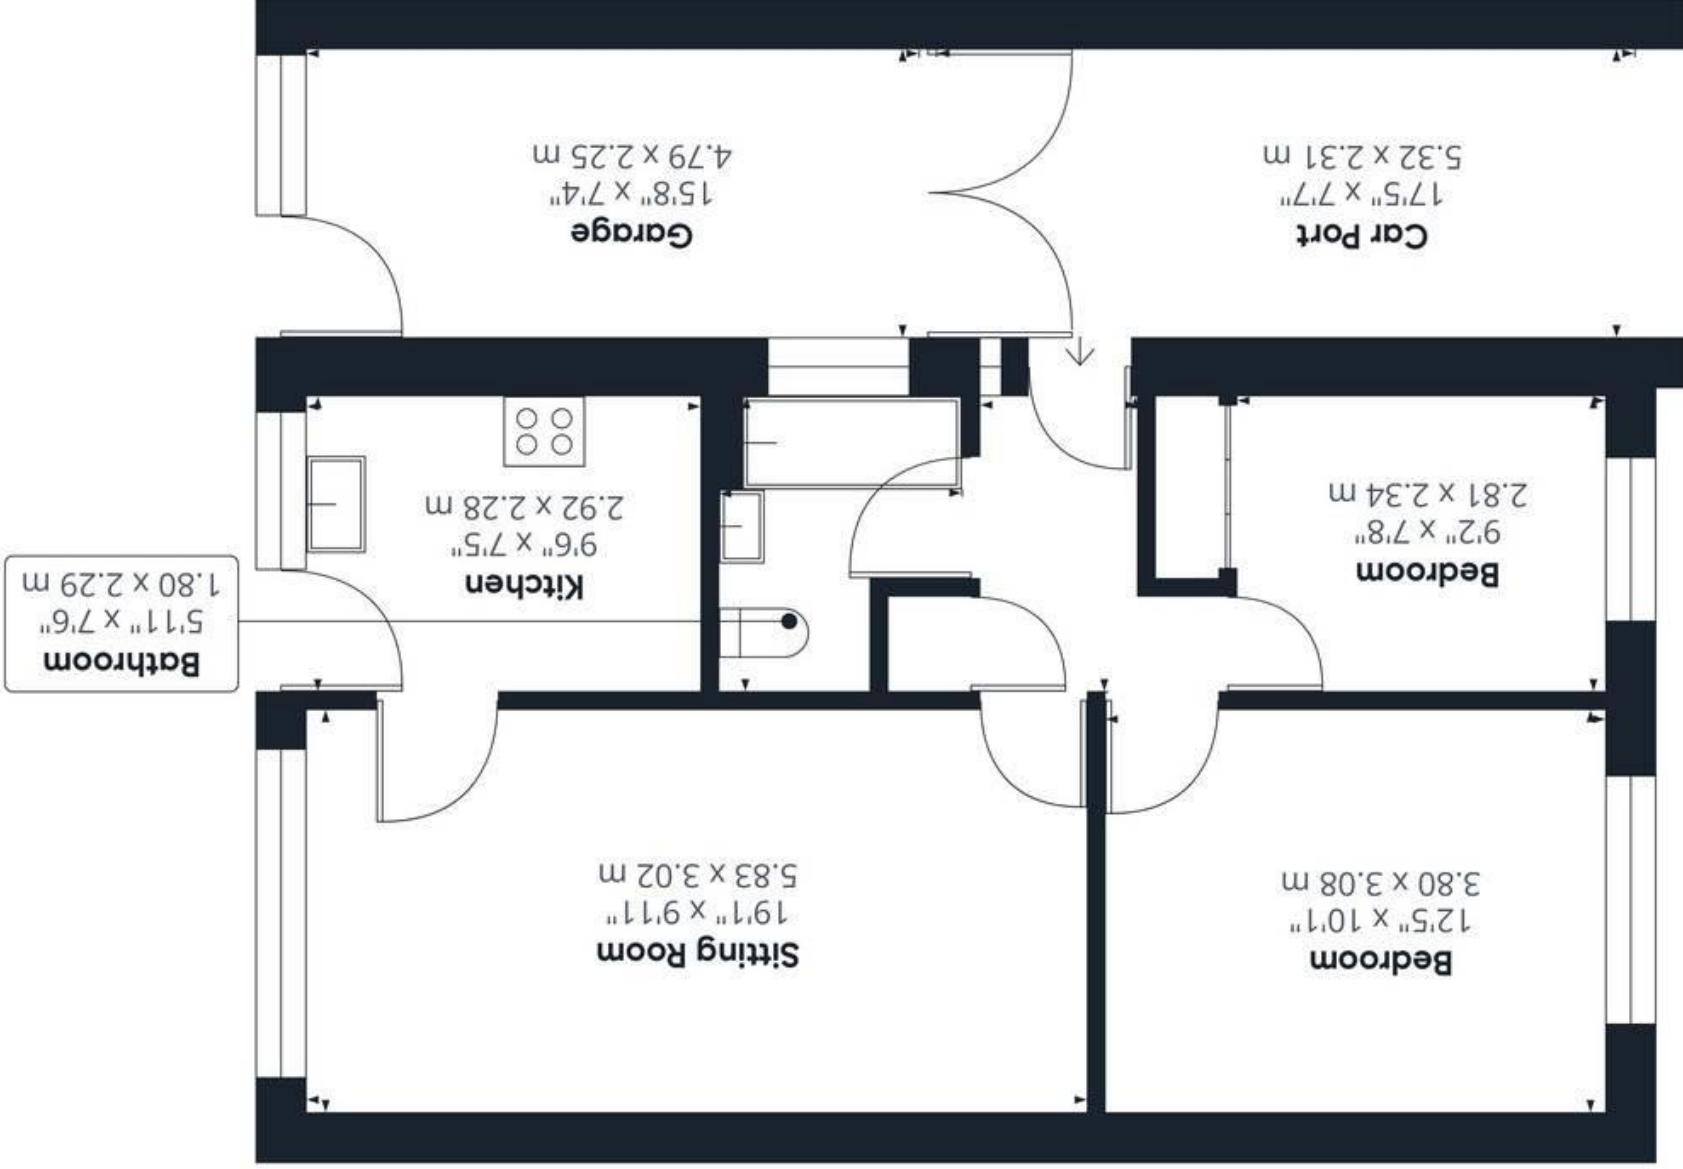 Bedroom
12'5" x 10'1"
3.80 x 3.08 m
Sitting Room
19'1" x 9'11"
5.83 x 3.02 m
Bedroom
9'2" x 7'8"
2.81 x 2.34 m
Kitchen
9'6" x 7'5"
2.92 x 2.28 m
Bathroom
5'11" x 7'6"
1.80 x 2.29 m
Car Port
17'5" x 7'7"
5.32 x 2.31 m
Garage
15'8" x 7'4"
4.79 x 2.25 m